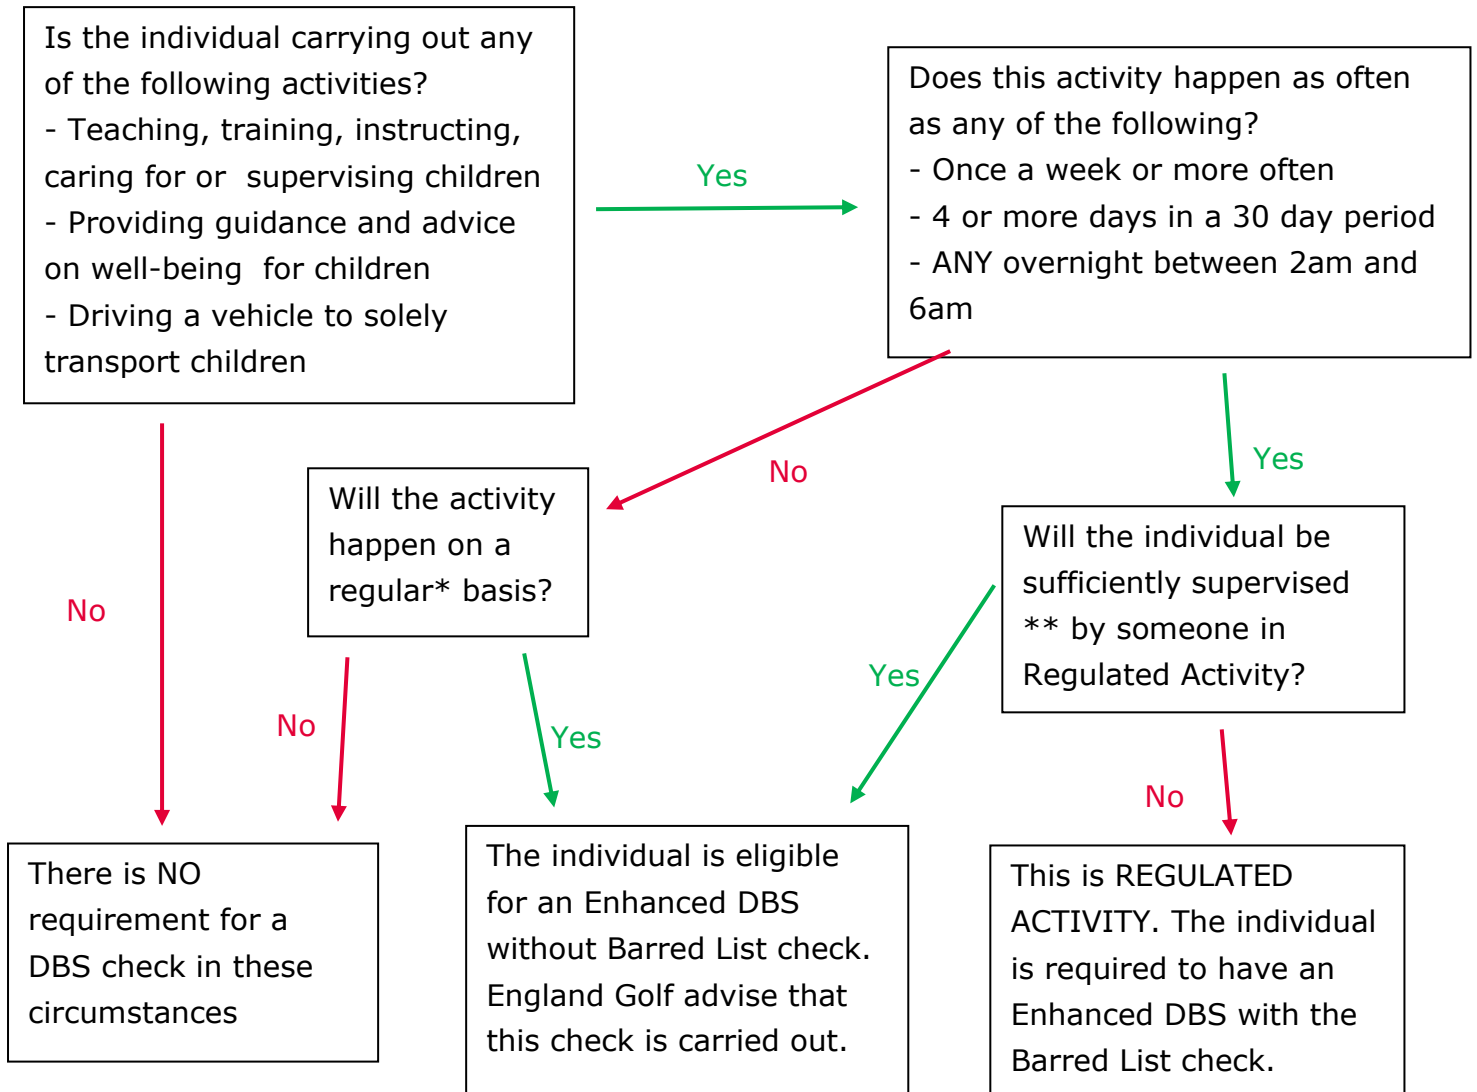 Is the individual carrying out any
of the following activities?
- Teaching, training, instructing,
caring for or  supervising children
- Providing guidance and advice
on well-being  for children
- Driving a vehicle to solely
transport children
Yes
Does this activity happen as often
as any of the following?
- Once a week or more often
- 4 or more days in a 30 day period
- ANY overnight between 2am and
6am
No
No
Yes
Will the activity
happen on a
regular* basis?
Will the individual be
sufficiently supervised
** by someone in
Regulated Activity?
No
Yes
Yes
No
There is NO
requirement for a
DBS check in these
circumstances
The individual is eligible
for an Enhanced DBS
without Barred List check.
England Golf advise that
this check is carried out.
This is REGULATED
ACTIVITY. The individual
is required to have an
Enhanced DBS with the
Barred List check.